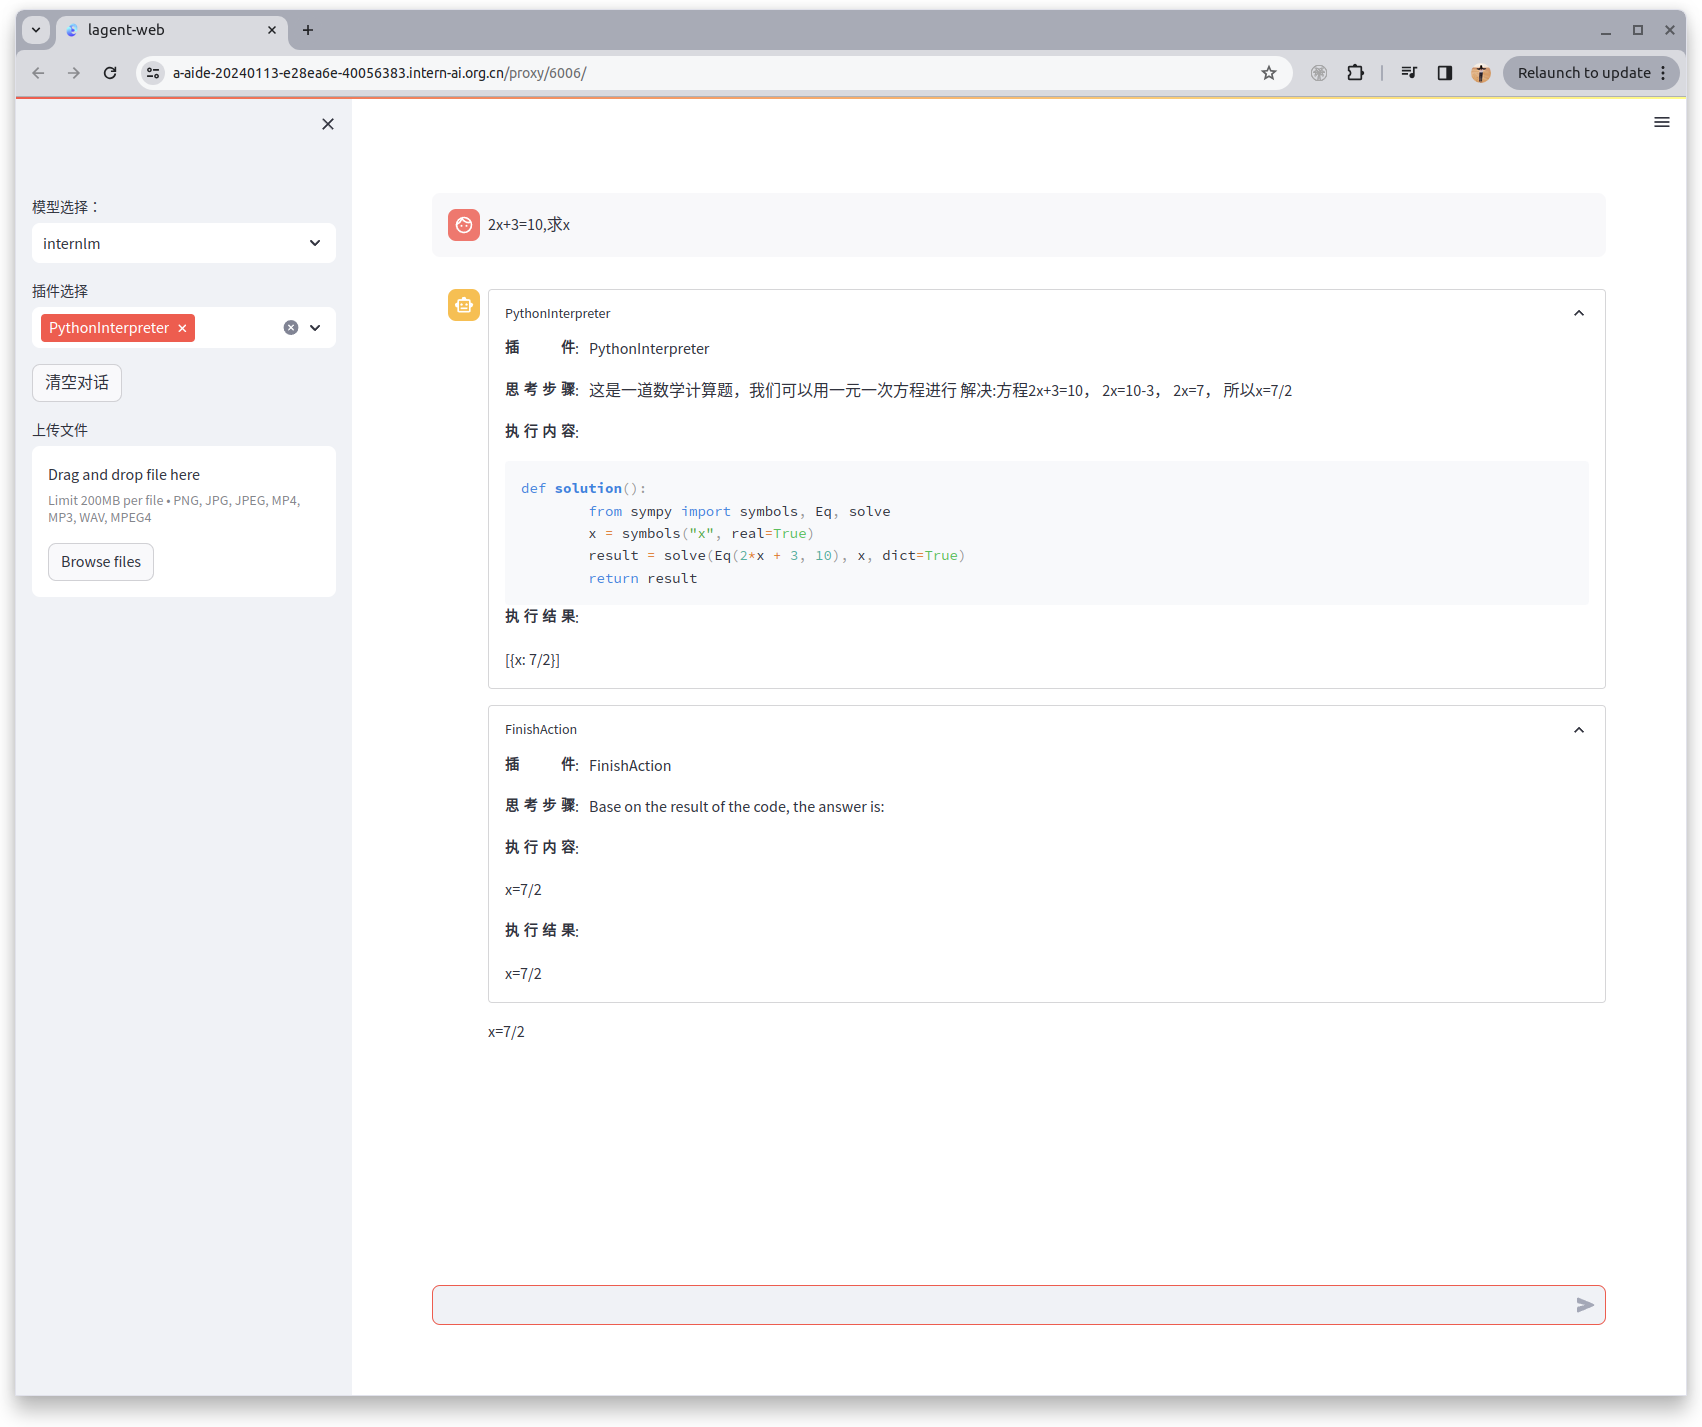 lagent-web
a-aide-20240113-e28ea6e-40056383.intern-ai.org.cn/proxy/6006/
Relaunch to update
模型选择：
internlm
插件选择
PythonInterpreter
清空对话
上传文件
Drag and drop file here
Limit 200MB per file • PNG, JPG, JPEG, MP4,
MP3, WAV, MPEG4
Browse files
2x+3=10,求x
PythonInterpreter
插 件: PythonInterpreter
思考步骤: 这是一道数学计算题，我们可以用一元一次方程进行 解决:方程2x+3=10， 2x=10-3， 2x=7， 所以x=7/2
执行内容:
def solution():
from sympy import symbols, Eq, solve
x = symbols("x", real=True)
result = solve(Eq(2*x + 3, 10), x, dict=True)
return result
执行结果:
[{x: 7/2}]
FinishAction
插 件: FinishAction
思考步骤: Base on the result of the code, the answer is:
执行内容:
x=7/2
执行结果:
x=7/2
x=7/2